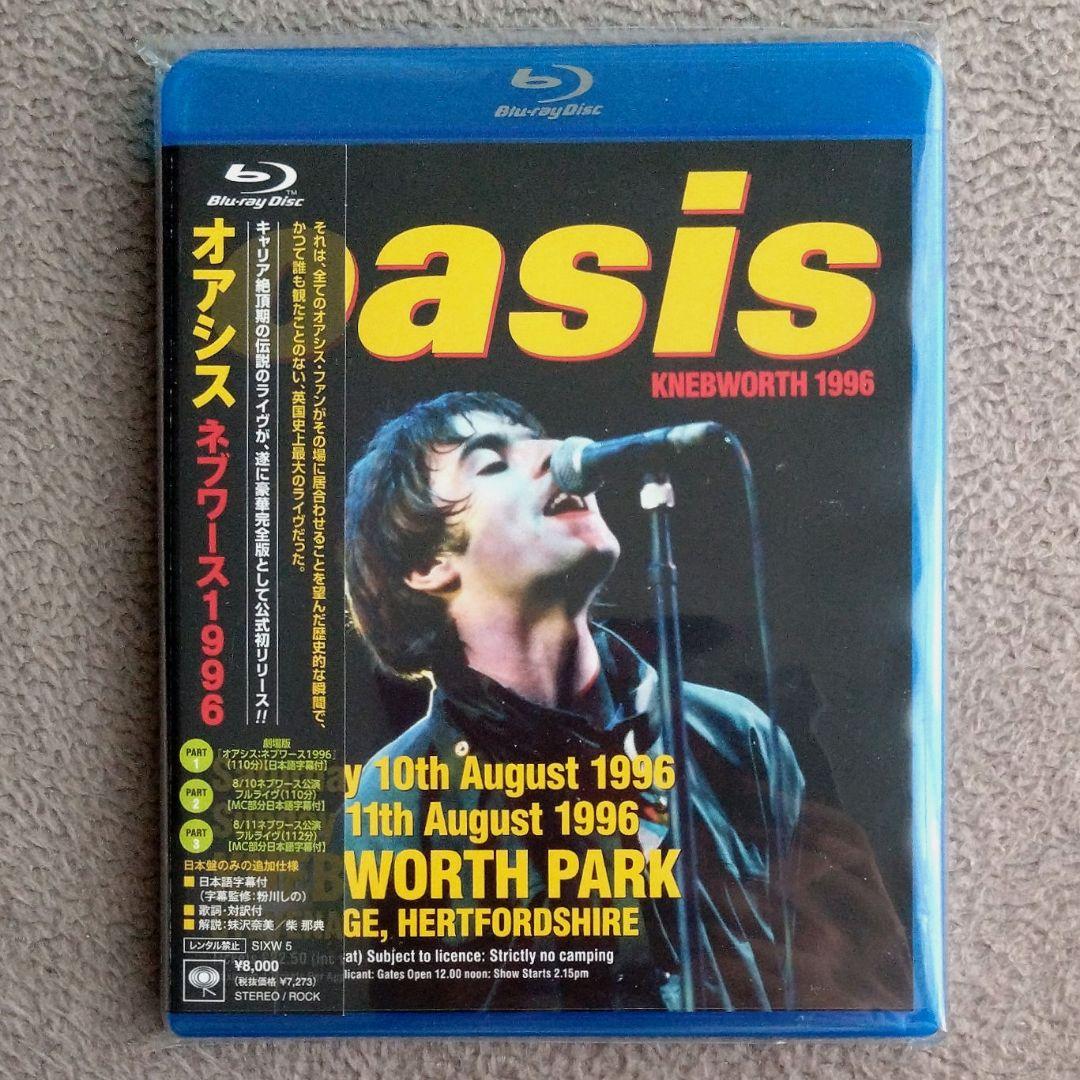 Blu-ray Disc
Blu-ray Disc
TM
オアシス ネブワース1996
キャリア絶頂期の伝説のライヴが、遂に豪華完全版として公式初リリース!!
それは、全てのオアシス・ファンがその場に居合わせることを望んだ歴史的な瞬間で、
かつて誰も観たことのない、英国史上最大のライヴだった。
oasis
KNEBWORTH 1996
PART 1
劇場版
「オアシス:ネブワース1996」
(110分)【日本語字幕付】
PART 2
8/10ネブワース公演
フルライヴ(110分)
【MC部分日本語字幕付】
PART 3
8/11ネブワース公演
フルライヴ(112分)
【MC部分日本語字幕付】
日本盤のみの追加仕様
■ 日本語字幕付
(字幕監修:粉川しの)
■ 歌詞・対訳付
■ 解説:妹沢奈美/柴 那典
レンタル禁止 SIXW 5
¥8,000
(税抜価格 ¥7,273)
STEREO/ROCK
y 10th August 1996
11th August 1996
WORTH PARK
GE, HERTFORDSHIRE
at) Subject to licence: Strictly no camping
Applicant: Gates Open 12.00 noon: Show Starts 2.15pm